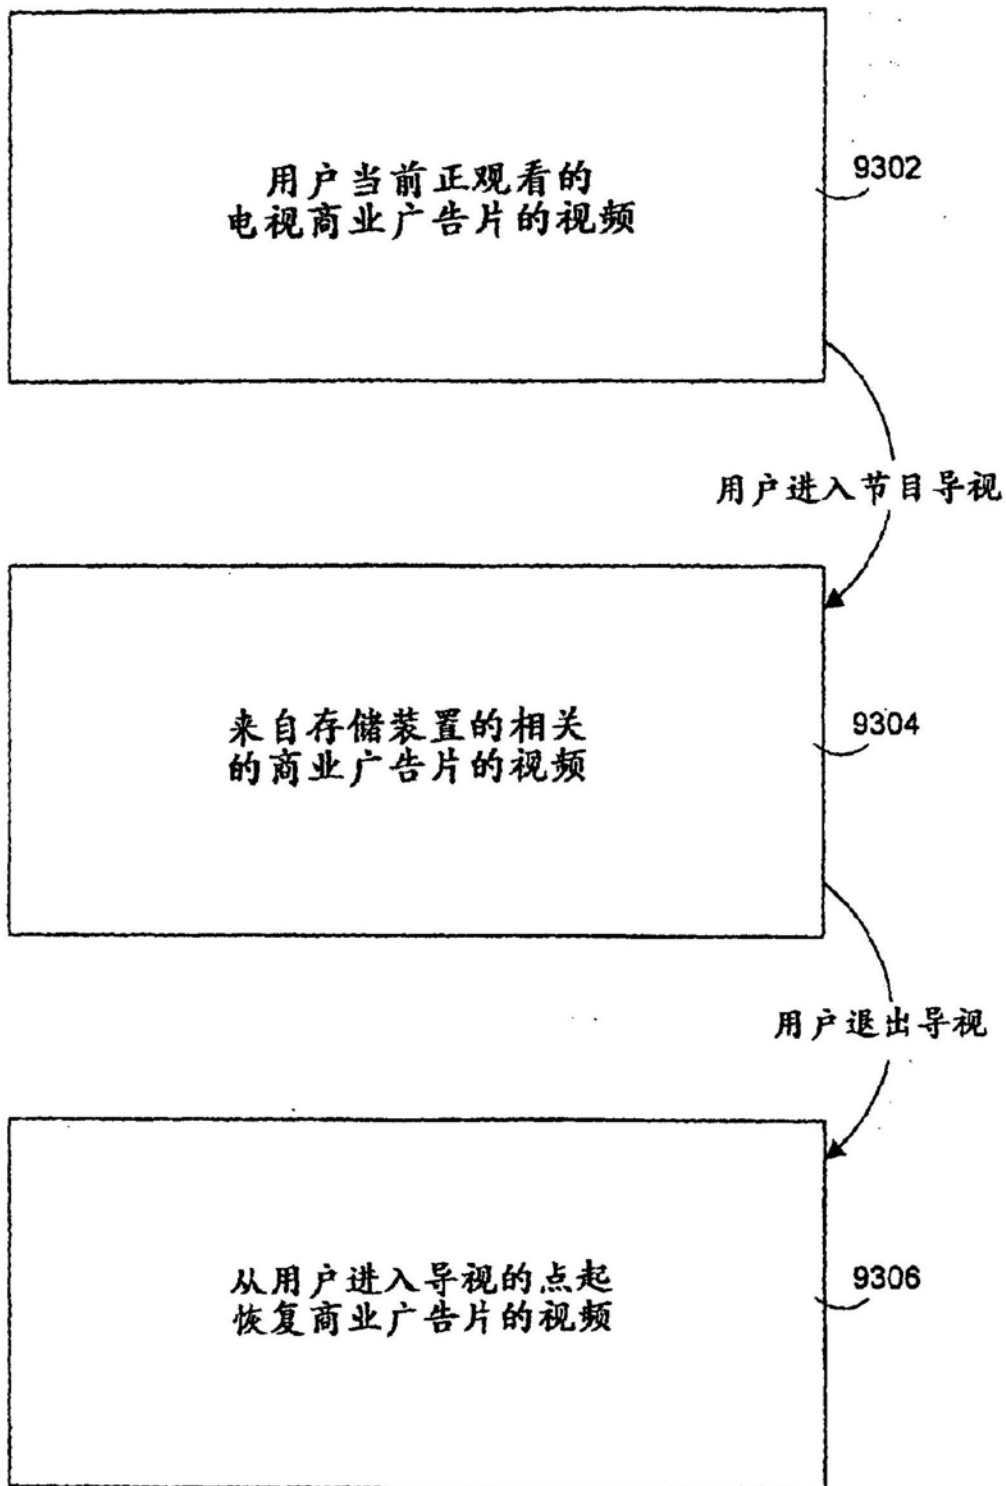 用户当前正观看的
电视商业广告片的视频
9302
用户进入节目导视
来自存储装置的相关
的商业广告片的视频
9304
用户退出导视
从用户进入导视的点起
恢复商业广告片的视频
9306